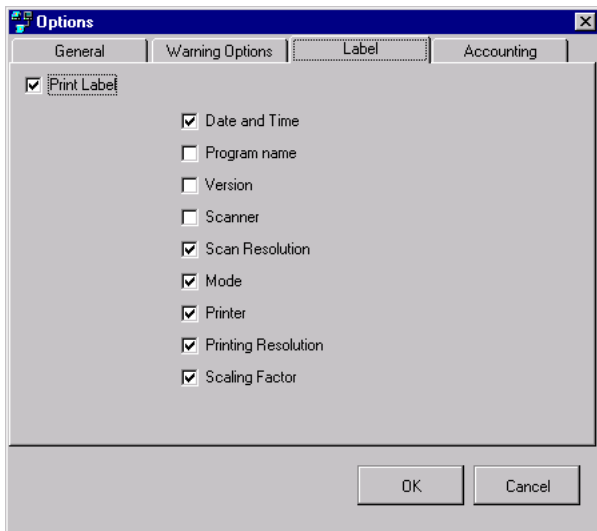 Options
General Warning Options Label Accounting
Print Label
Date and Time
Program name
Version
Scanner
Scan Resolution
Mode
Printer
Printing Resolution
Scaling Factor
OK Cancel